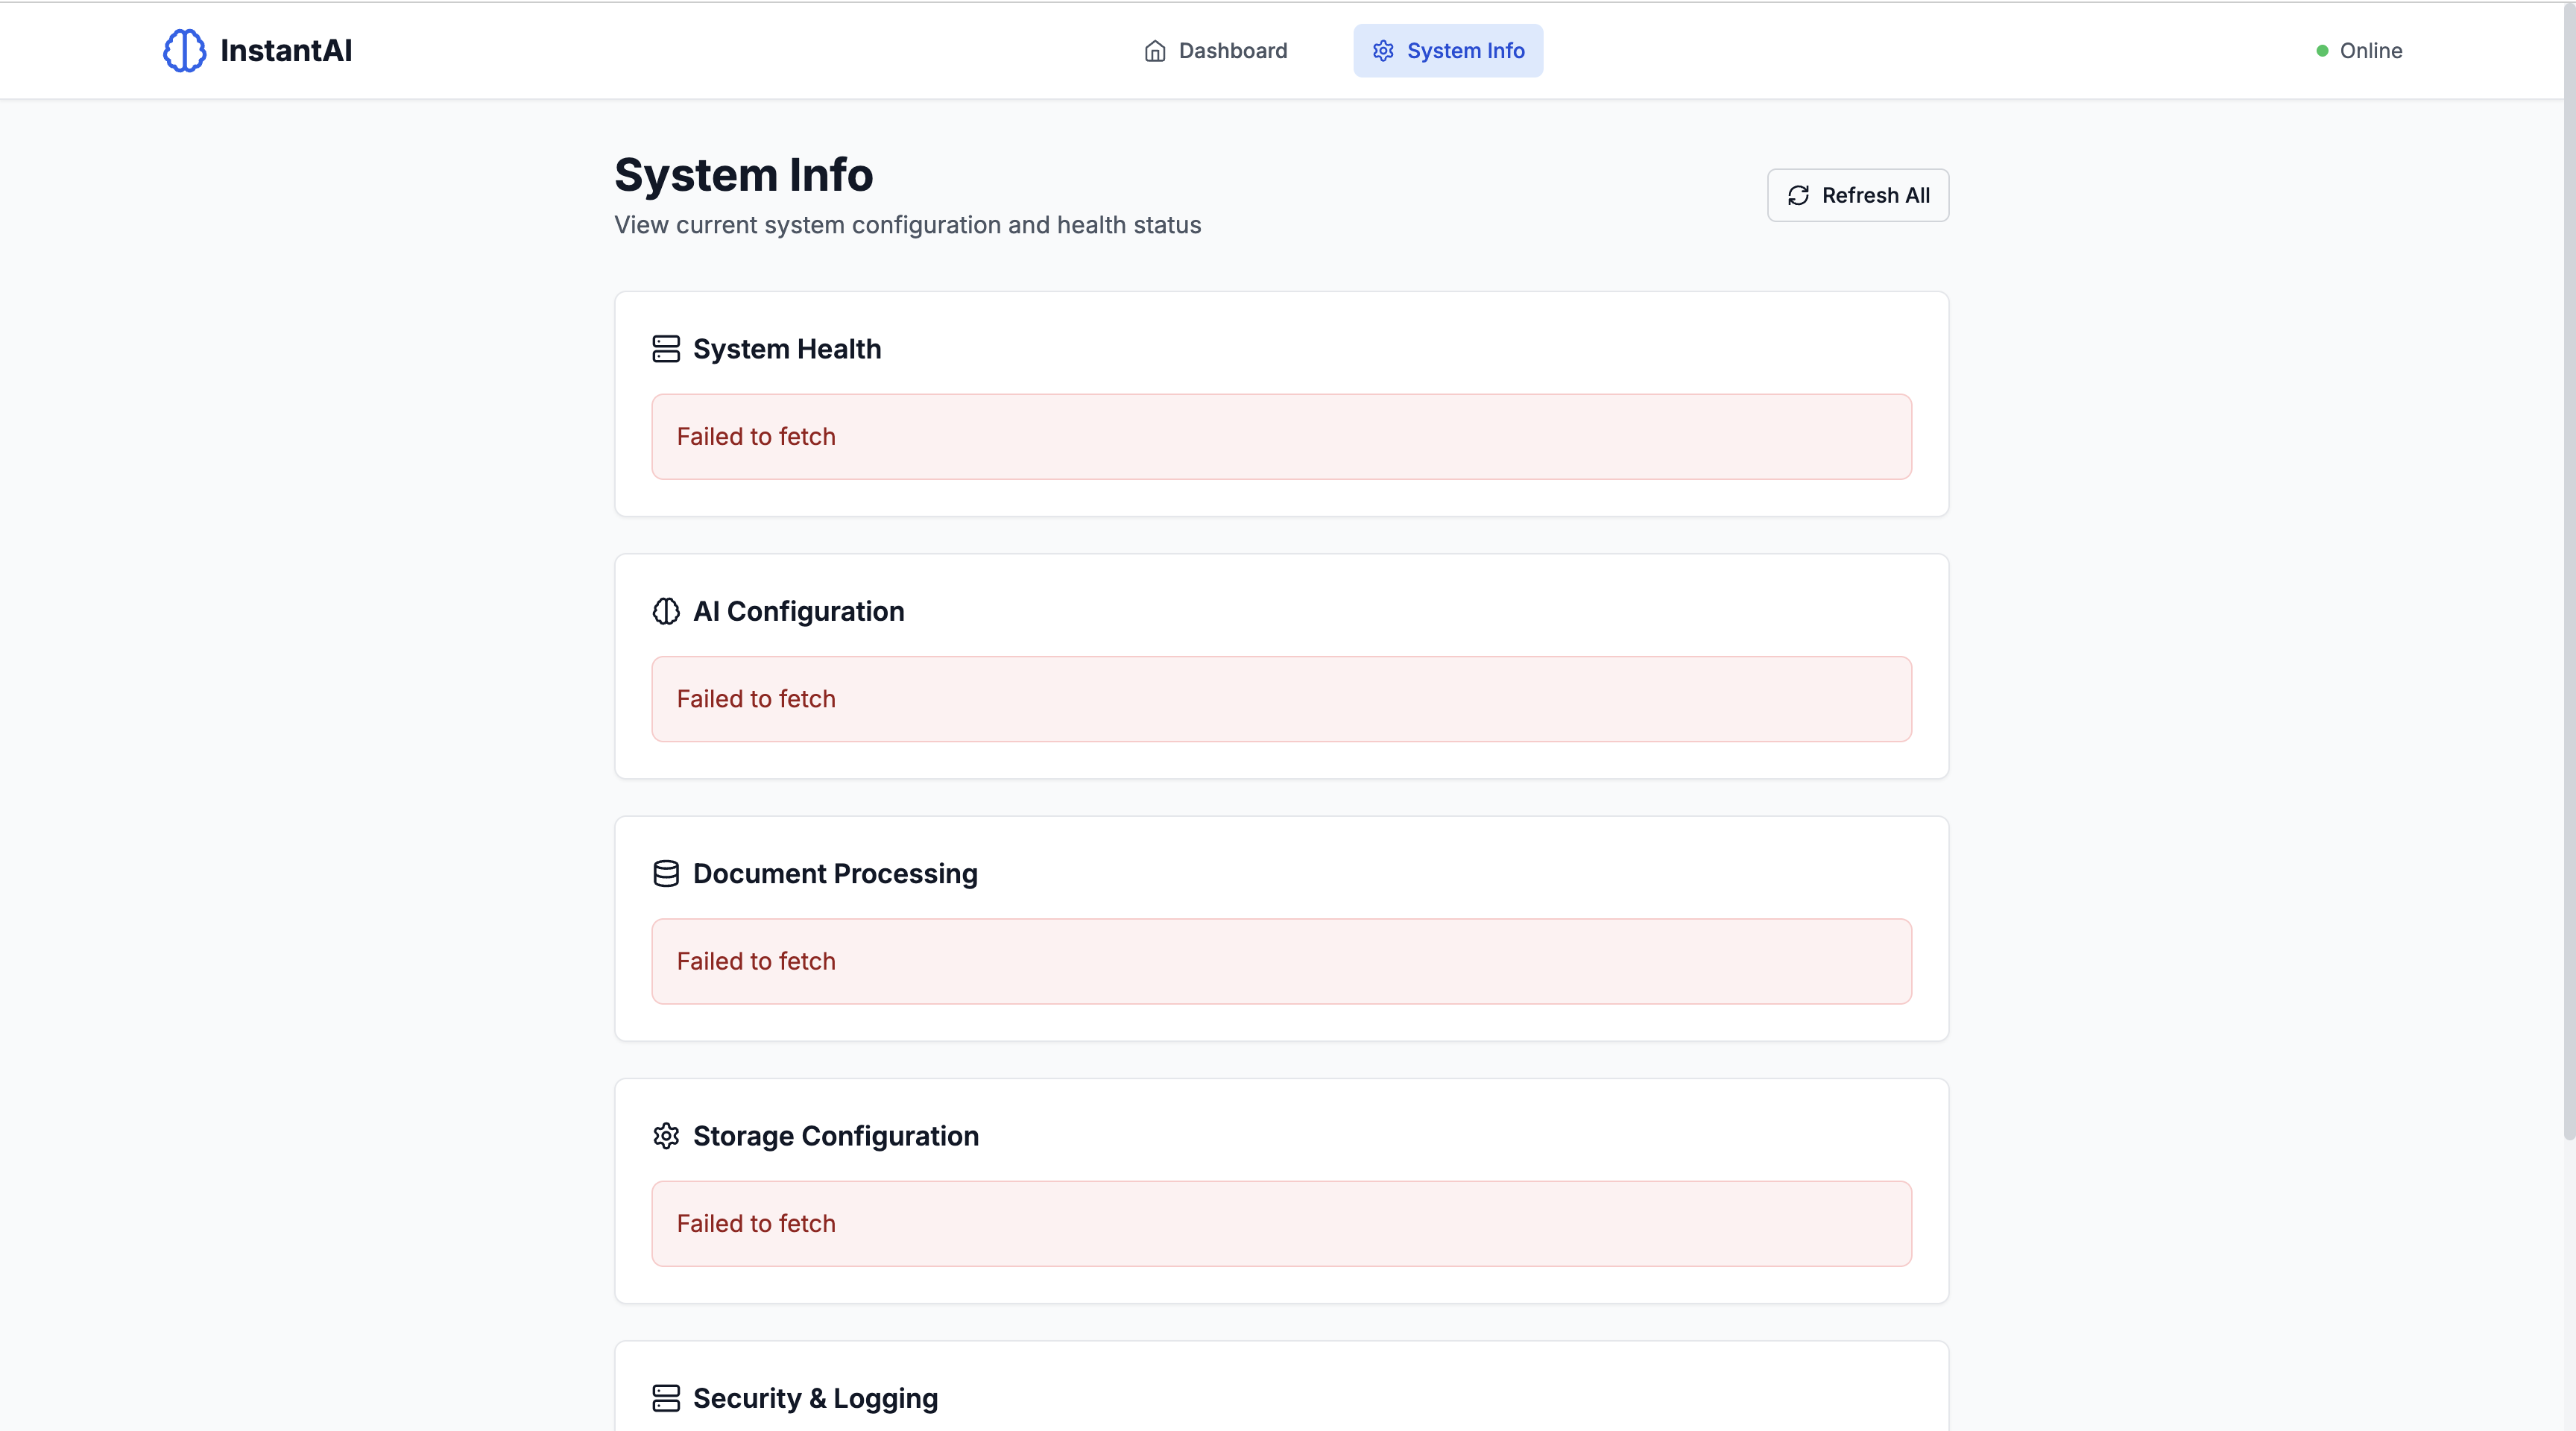 InstantAI
Dashboard
System Info
Online
System Info
View current system configuration and health status
Refresh All
System Health
Failed to fetch
AI Configuration
Failed to fetch
Document Processing
Failed to fetch
Storage Configuration
Failed to fetch
Security & Logging